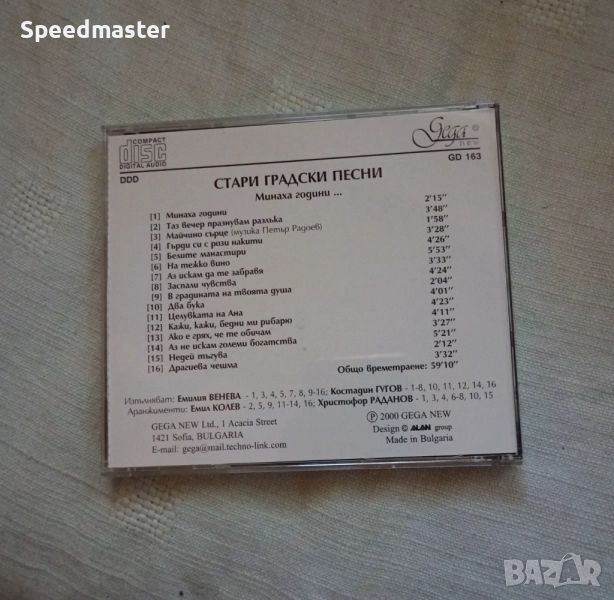 Speedmaster
COMPACT
disc
DIGITAL AUDIO
DDD
Gega
new
GD 163
СТАРИ ГРАДСКИ ПЕСНИ
Минаха години ...
[1] Минаха години 2'15''
[2] Таз вечер празнувам разлъка 3'48''
[3] Майчино сърце (музика Петър Радоев) 1'58''
[4] Гърди си с рози накити 3'28''
[5] Белите манастири 4'26''
[6] На тежко вино 5'53''
[7] Аз искам да те забравя 3'33''
[8] Заспали чувства 4'24''
[9] В градината на твоята душа 2'04''
[10] Два бука 4'01''
[11] Целувката на Ана 4'23''
[12] Кажи, кажи, бедни ми рибарю 4'11''
[13] Ако е грях, че те обичам 3'27''
[14] Аз не искам големи богатства 5'21''
[15] Недей тъгува 2'12''
[16] Драгиева чешма 3'32''
Общо времетраене: 59'10''
Изпълняват: Емилия ВЕНЕВА - 1, 3, 4, 5, 7, 8, 9-16; Костадин ГУГОВ - 1-8, 10, 11, 12, 14, 16
Аранжименти: Емил КОЛЕВ - 2, 5, 9, 11-14, 16; Христофор РАДАНОВ - 1, 3, 4, 6-8, 10, 15
GEGA NEW Ltd., 1 Acacia Street
1421 Sofia, BULGARIA
E-mail: gega@mail.techno-link.com
Ⓟ 2000 GEGA NEW
Design © ALAN group
Made in Bulgaria
BAZAR
.bg